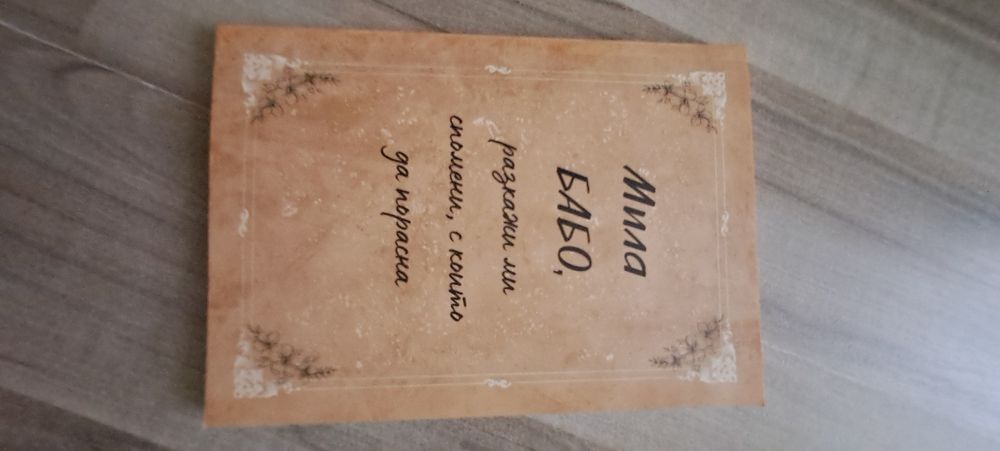 Мила
БАБО,
разкажи ми
спомени, с които
да порасна